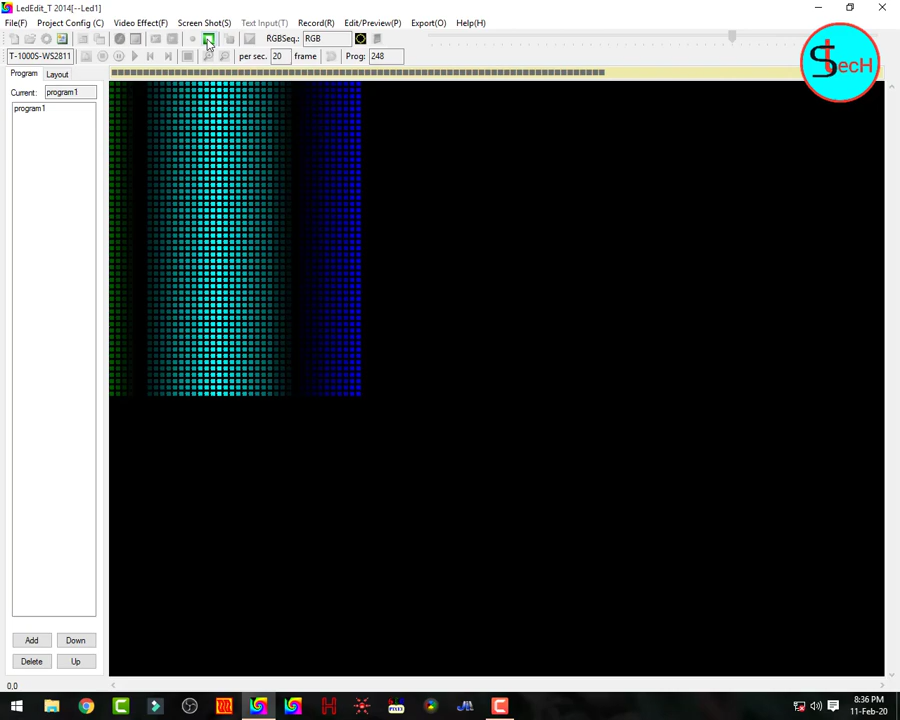 LedEdit_T 2014[--Led1]
File(F) Project Config (C) Video Effect(F) Screen Shot(S) Text Input(T) Record(R) Edit/Preview(P) Export(O) Help(H)
RGBSeq.: RGB
T-1000S-WS2811 per sec. 20 frame Prog: 248
Program Layout
Current: program1
program1
StecH
Add Down
Delete Up
0,0
8:36 PM
11-Feb-20